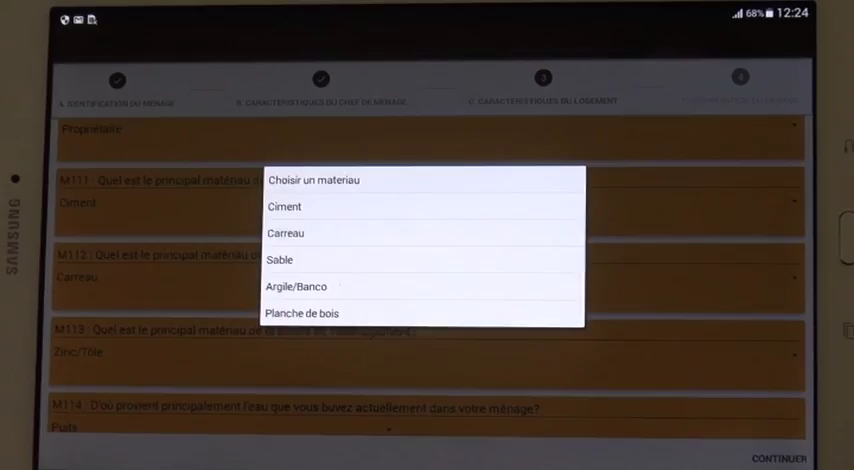 68% 12:24
3 4
A. IDENTIFICATION DU MENAGE B. CARACTERISTIQUES DU CHEF DE MENAGE C. CARACTERISTIQUES DU LOGEMENT
Propriétaire
M111 : Quel est le principal matériau
Ciment
M112 : Quel est le principal matériau
Carreau
M113 : Quel est le principal matériau de
Zinc/Tôle
M114 : D'où provient principalement l'eau que vous buvez actuellement dans votre ménage?
Puits
Choisir un materiau
Ciment
Carreau
Sable
Argile/Banco
Planche de bois
CONTINUER
SAMSUNG